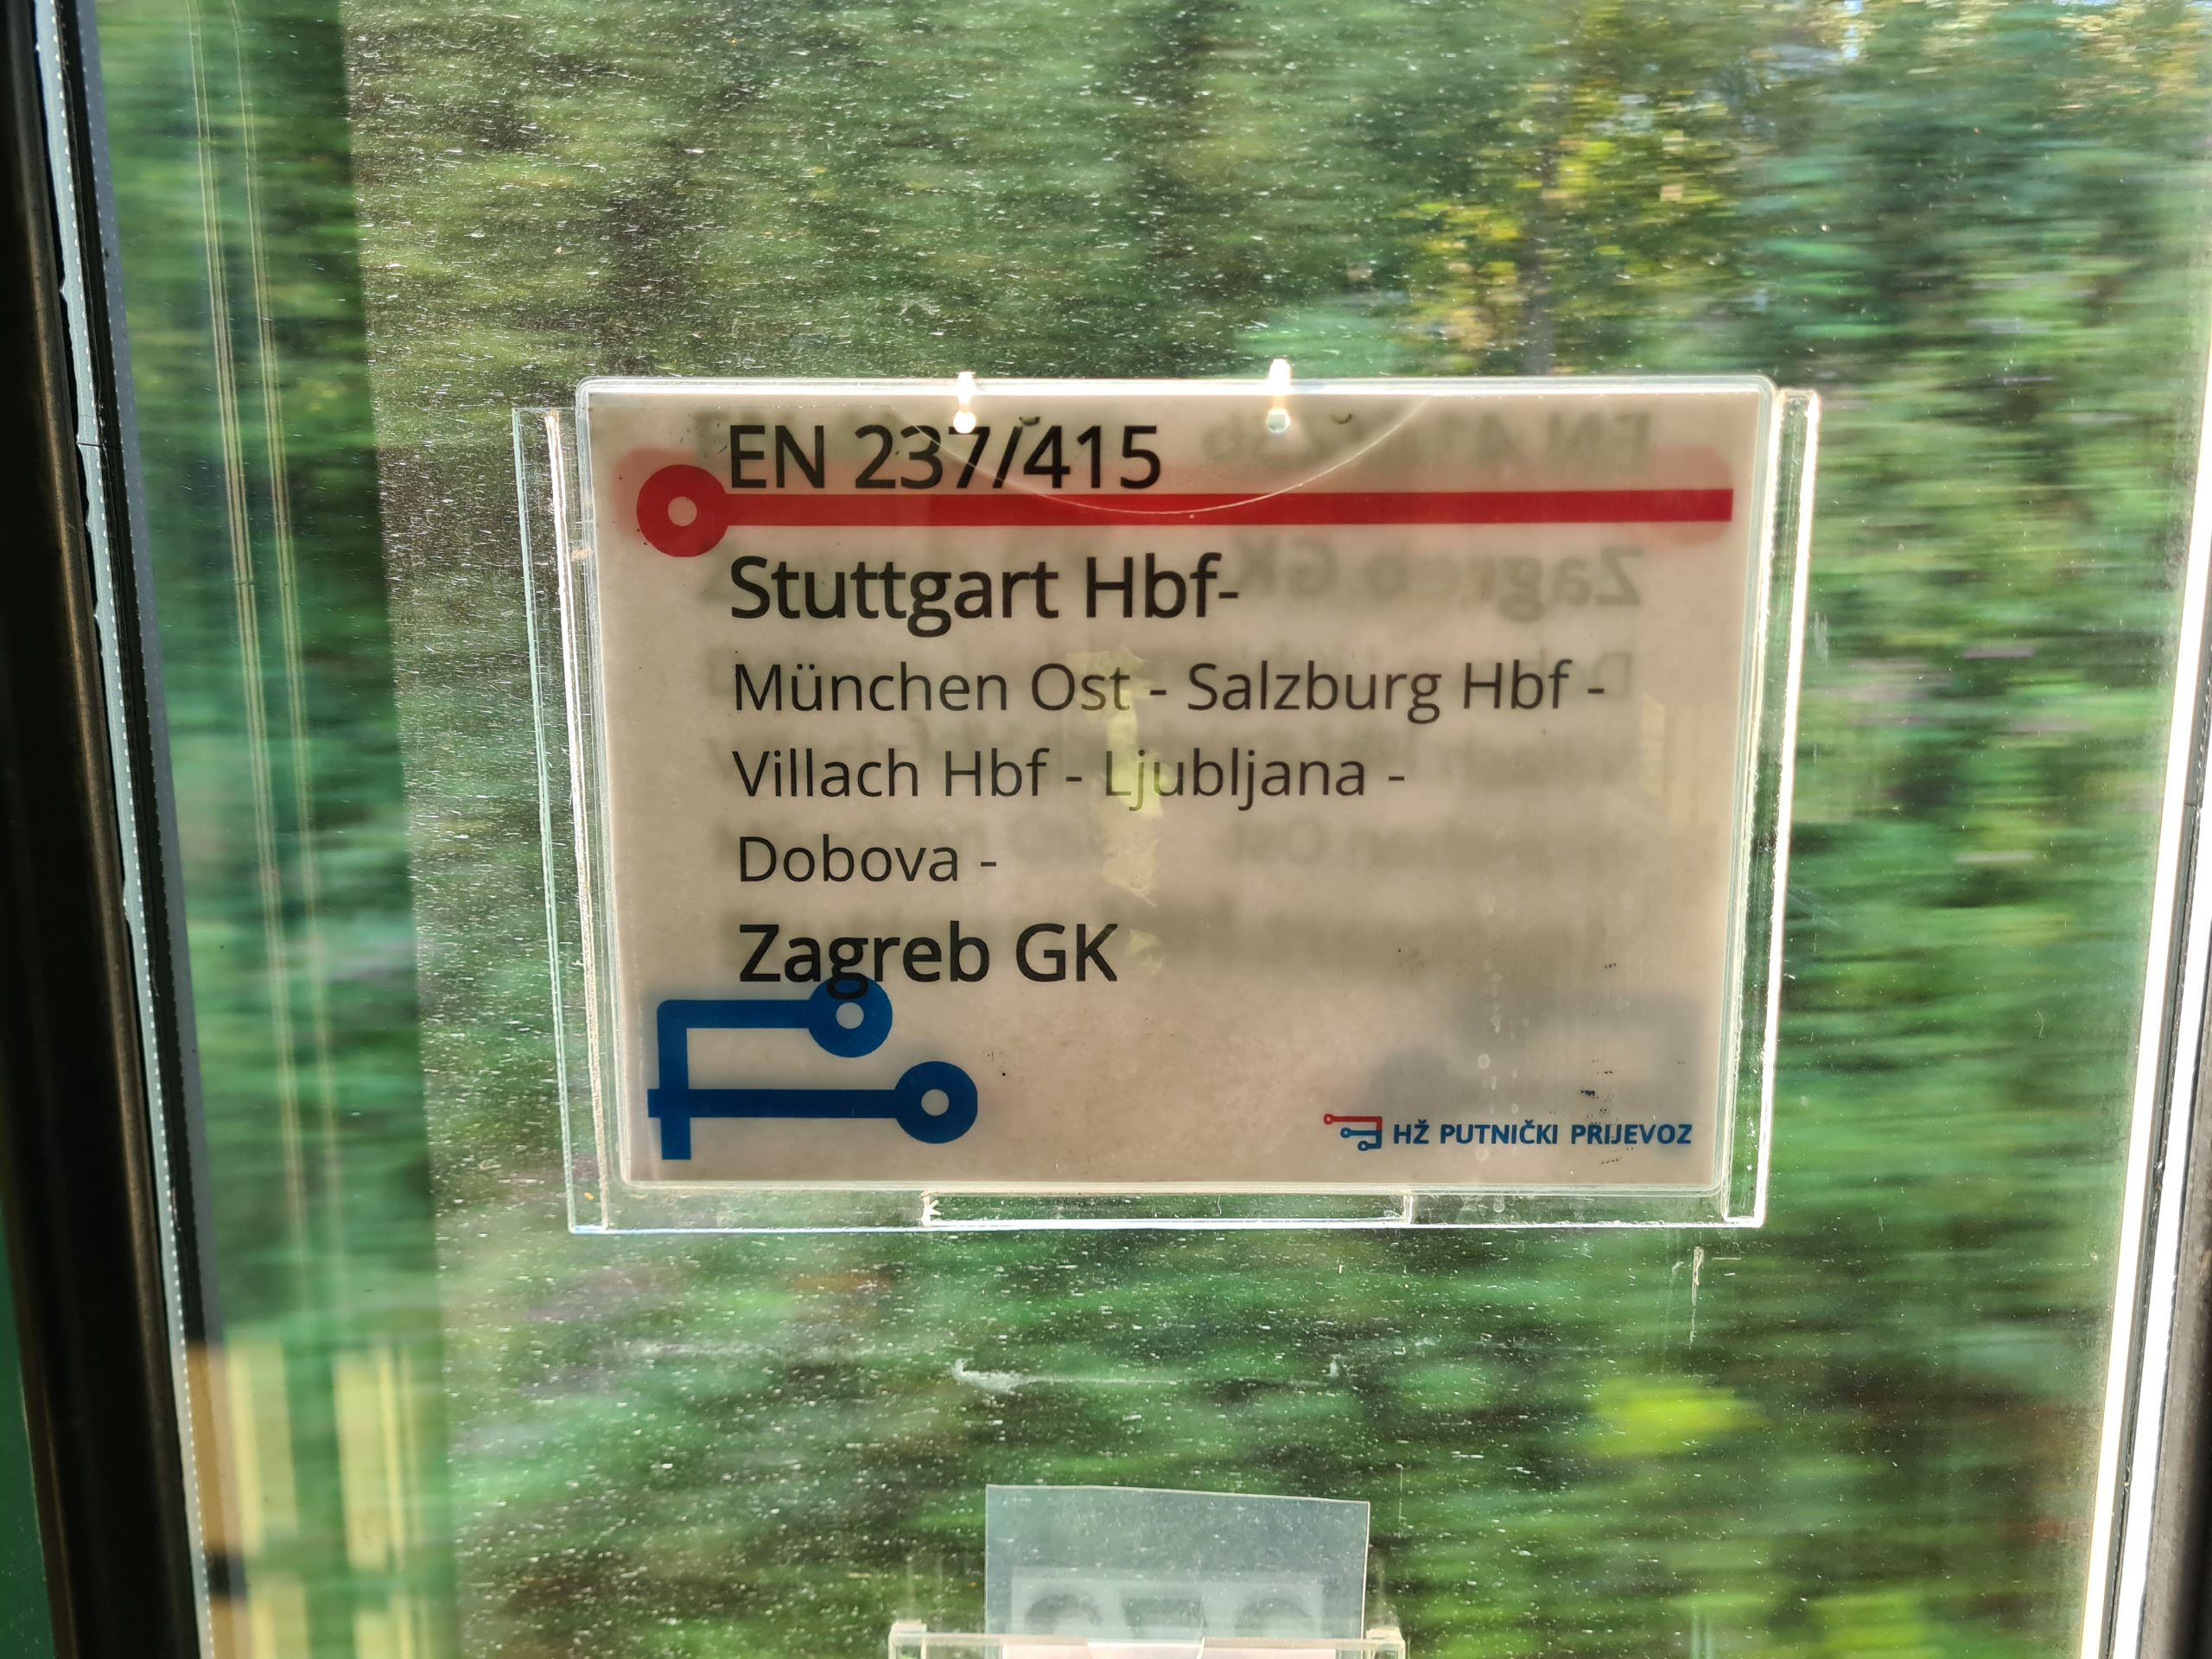 EN 237/415
Stuttgart Hbf-
München Ost - Salzburg Hbf -
Villach Hbf - Ljubljana -
Dobova -
Zagreb GK
HŽ PUTNIČKI PRIJEVOZ